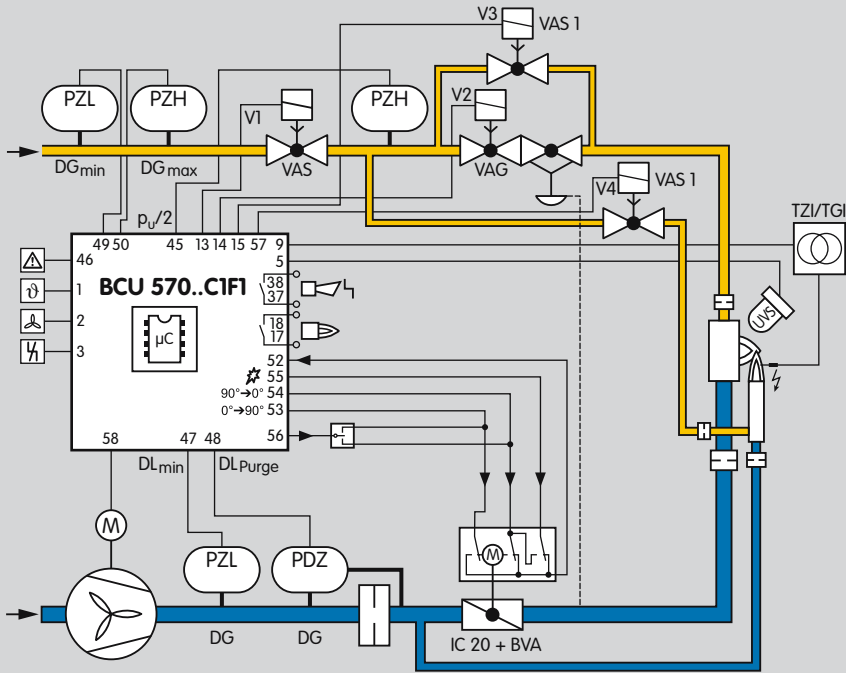 V3
VAS 1
PZL
PZH
PZH
V2
V1
DGmin
DGmax
VAS
VAG
V4
VAS 1
pu/2
TZI/TGI
49 50
45
13
14
15
57
9
46
5
BCU 570..C1F1
38
37
1
UVS
µC
18
17
2
3
52
55
90°→0° 54
0°→90° 53
58
47
48
56
DLmin
DLPurge
M
PZL
PDZ
M
DG
DG
IC 20 + BVA